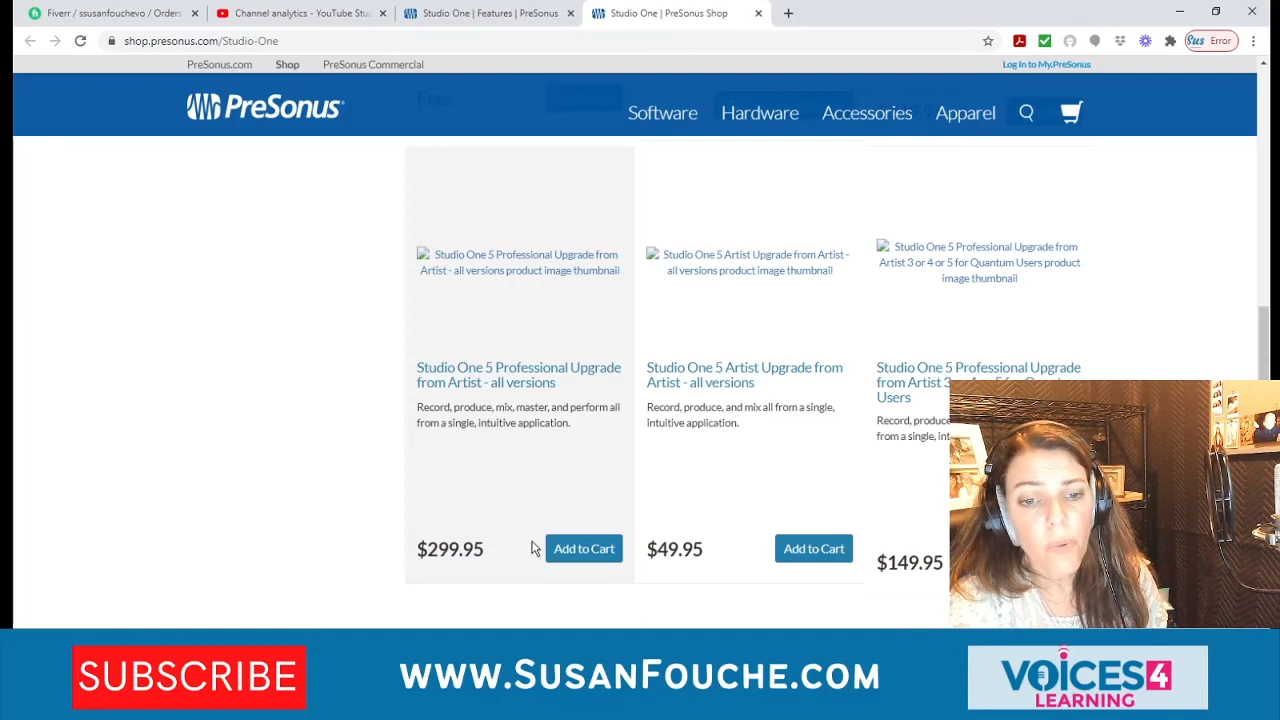 Fiverr / ssusanfouchevo / Orders
Channel analytics - YouTube Stu
Studio One | Features | PreSonus
Studio One | PreSonus Shop
shop.presonus.com/Studio-One
Sus Error
PreSonus.com Shop PreSonus Commercial
Log In to My.PreSonus
PreSonus
Free
Software Hardware Accessories Apparel
Studio One 5 Professional Upgrade from
Artist - all versions product image thumbnail
Studio One 5 Artist Upgrade from Artist -
all versions product image thumbnail
Studio One 5 Professional Upgrade from
Artist 3 or 4 or 5 for Quantum Users product
image thumbnail
Studio One 5 Professional Upgrade
from Artist - all versions
Record, produce, mix, master, and perform all
from a single, intuitive application.
$299.95
Add to Cart
Studio One 5 Artist Upgrade from
Artist - all versions
Record, produce, and mix all from a single,
intuitive application.
$49.95
Add to Cart
Studio One 5 Professional Upgrade
from Artist 3
Users
Record, produce
from a single, int
$149.95
SUBSCRIBE
WWW.SUSANFOUCHE.COM
VOICES4
LEARNING